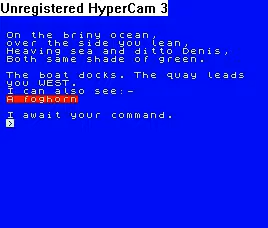 Unregistered HyperCam 3
On the briny ocean,
over the side you lean,
Heaving sea and ditto Denis,
Both same shade of green.
The boat docks. The quay leads
you WEST.
I can also see:-
A foghorn
I await your command.
>